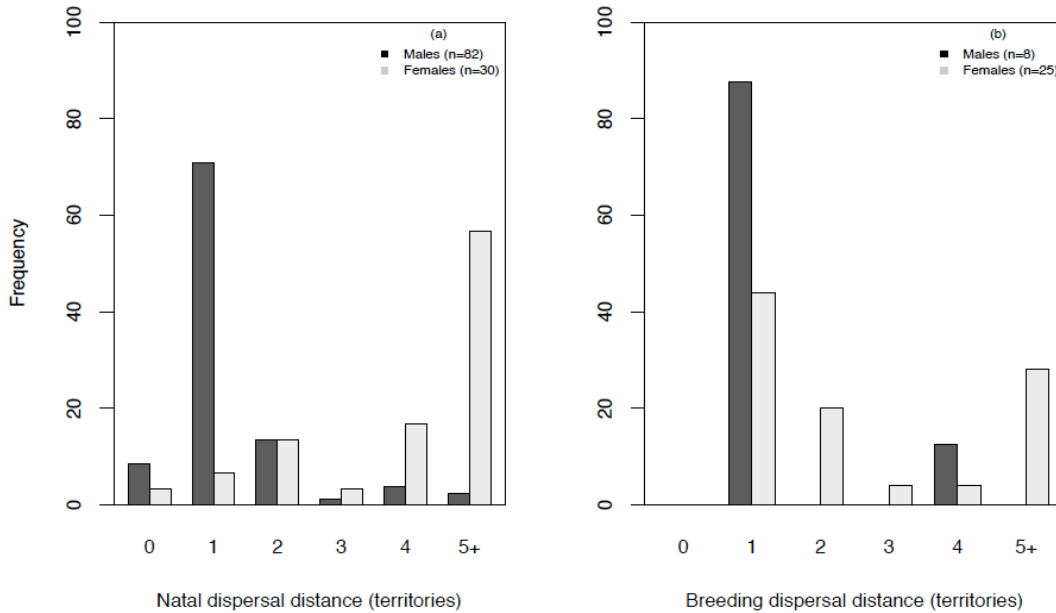 (a)
Males (n=82)
Females (n=30)
Frequency
100
80
60
40
20
0
0 1 2 3 4 5+
Natal dispersal distance (territories)
(b)
Males (n=8)
Females (n=25)
100
80
60
40
20
0
0 1 2 3 4 5+
Breeding dispersal distance (territories)